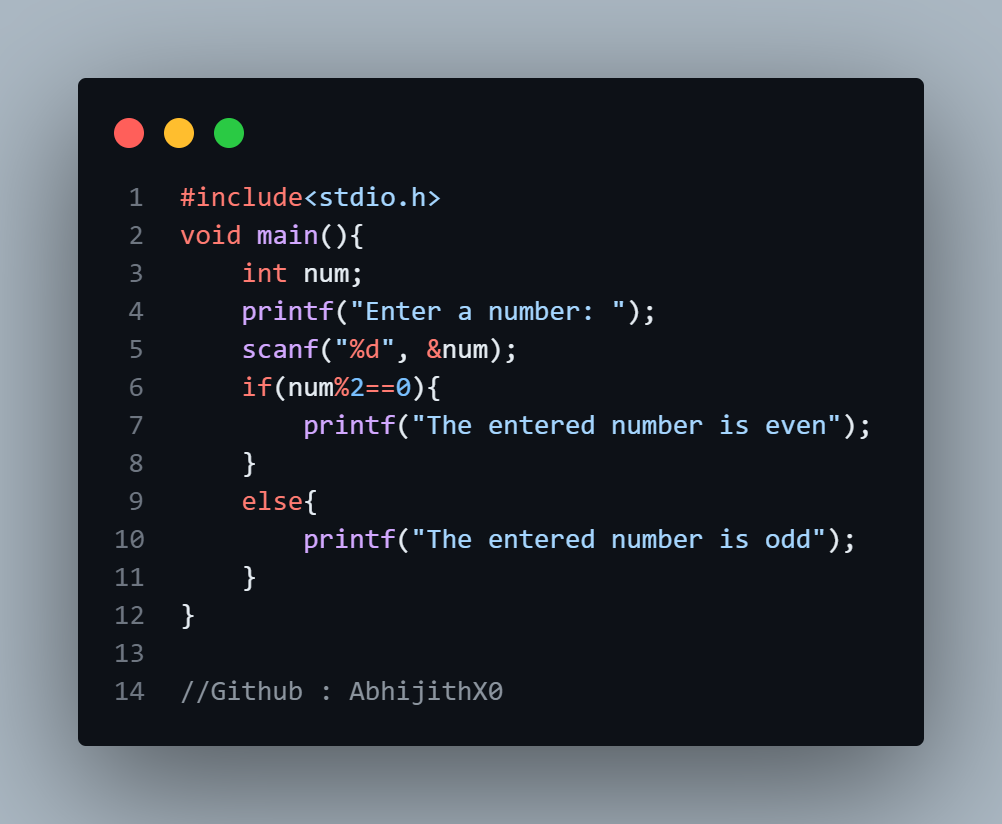 1 #include<stdio.h>
2 void main(){
3     int num;
4     printf("Enter a number: ");
5     scanf("%d", &num);
6     if(num%2==0){
7         printf("The entered number is even");
8     }
9     else{
10         printf("The entered number is odd");
11     }
12 }
13
14 //Github : AbhijithX0